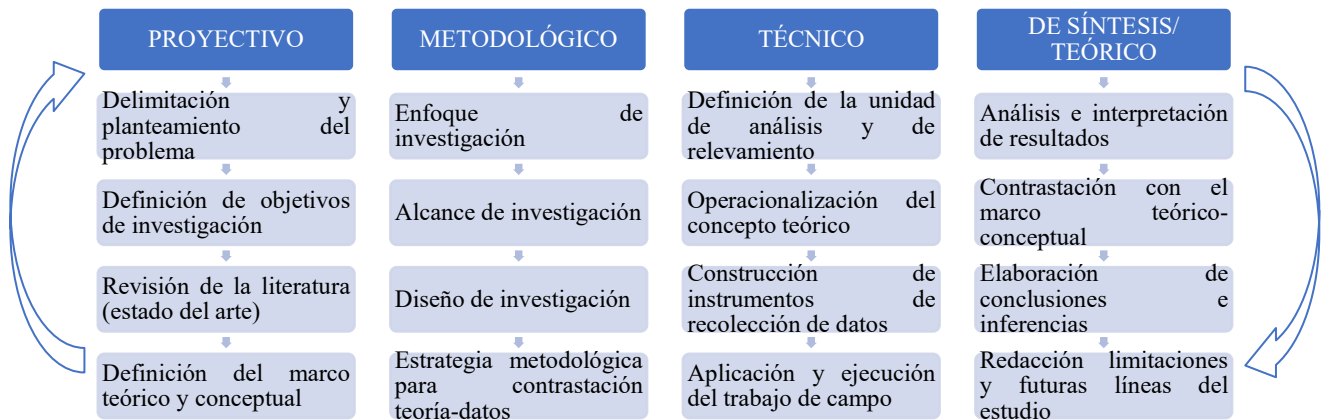 PROYECTIVO
Delimitación y
planteamiento del
problema
Definición de objetivos
de investigación
Revisión de la literatura
(estado del arte)
Definición del marco
teórico y conceptual
METODOLÓGICO
Enfoque de
investigación
Alcance de investigación
Diseño de investigación
Estrategia metodológica
para contrastación
teoría-datos
TÉCNICO
Definición de la unidad
de análisis y de
relevamiento
Operacionalización del
concepto teórico
Construcción de
instrumentos de
recolección de datos
Aplicación y ejecución
del trabajo de campo
DE SÍNTESIS/
TEÓRICO
Análisis e interpretación
de resultados
Contrastación con el
marco teórico-
conceptual
Elaboración de
conclusiones e
inferencias
Redacción limitaciones
y futuras líneas del
estudio